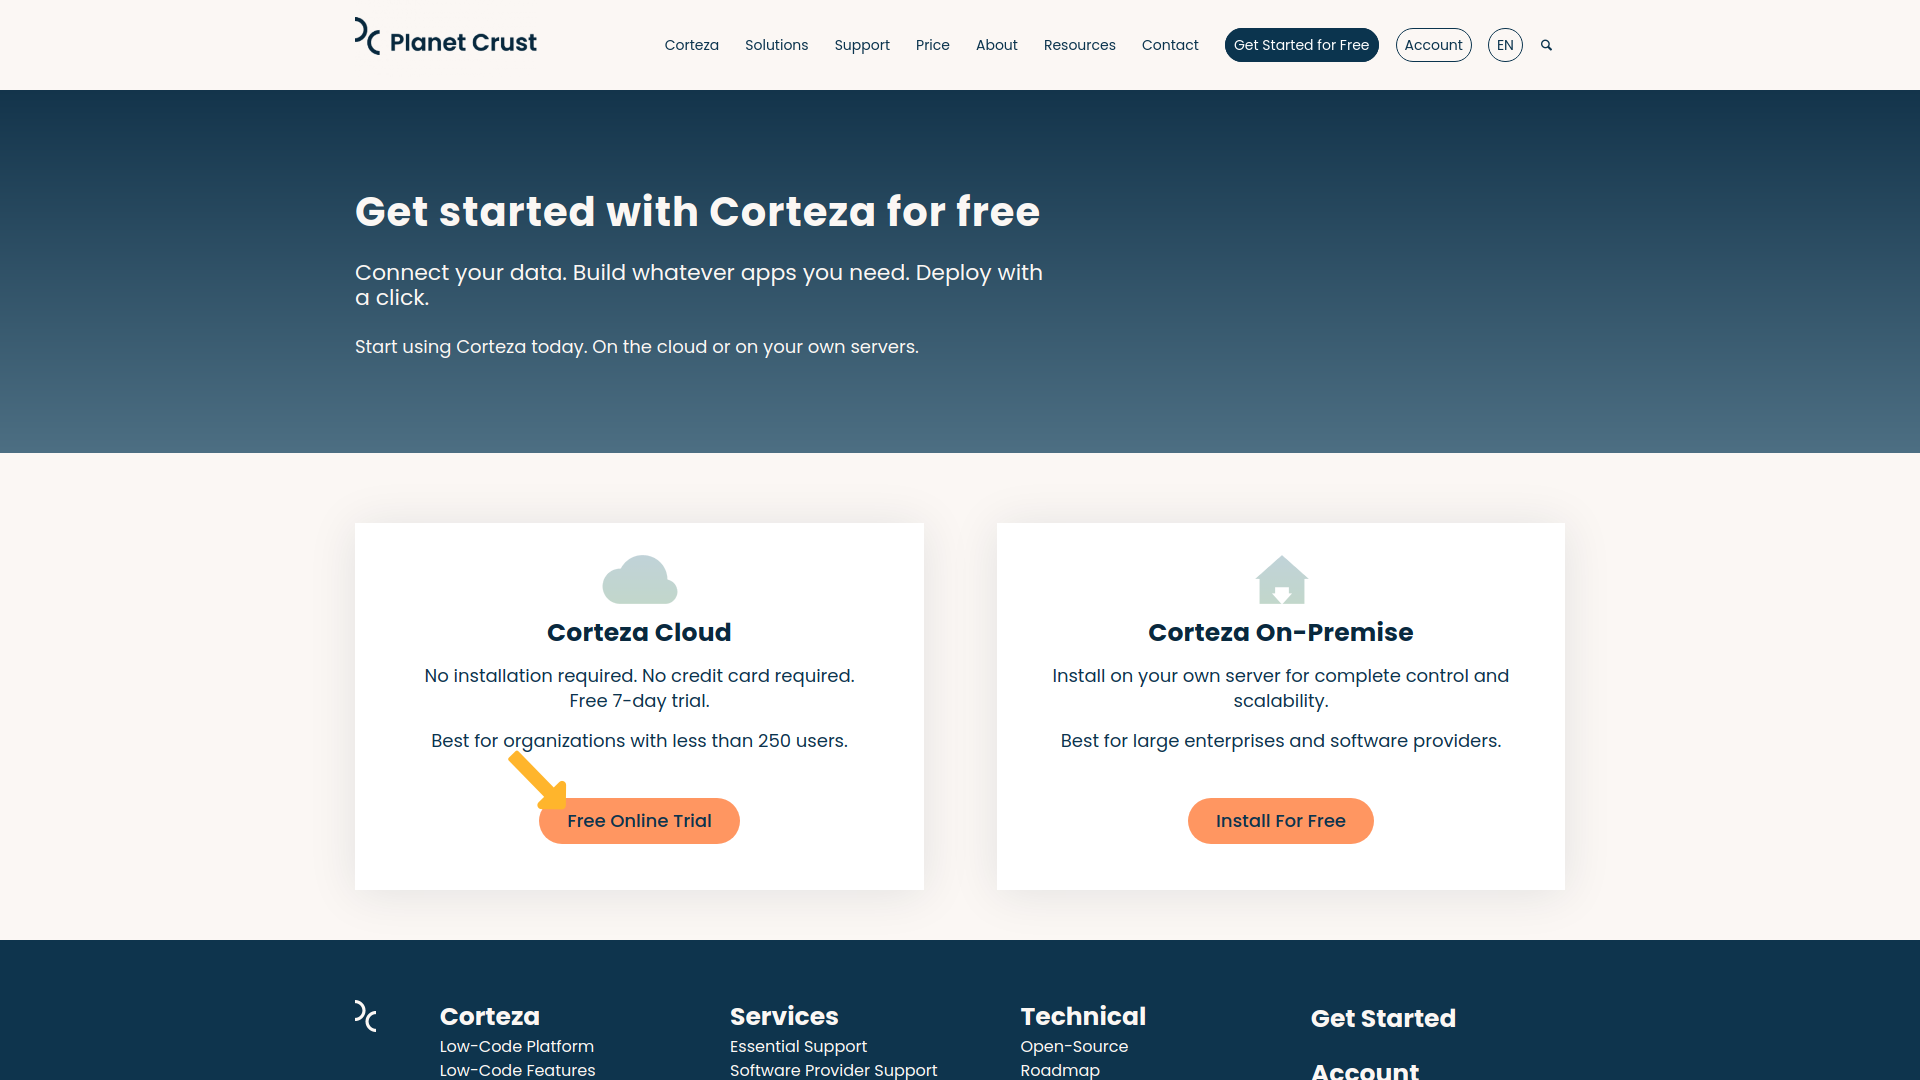 Planet Crust
Corteza
Solutions
Support
Price
About
Resources
Contact
Get Started for Free
Account
EN
Get started with Corteza for free
Connect your data. Build whatever apps you need. Deploy with
a click.
Start using Corteza today. On the cloud or on your own servers.
Corteza Cloud
No installation required. No credit card required.
Free 7-day trial.
Best for organizations with less than 250 users.
Free Online Trial
Corteza On-Premise
Install on your own server for complete control and
scalability.
Best for large enterprises and software providers.
Install For Free
Corteza
Low-Code Platform
Low-Code Features
Services
Essential Support
Software Provider Support
Technical
Open-Source
Roadmap
Get Started
Account